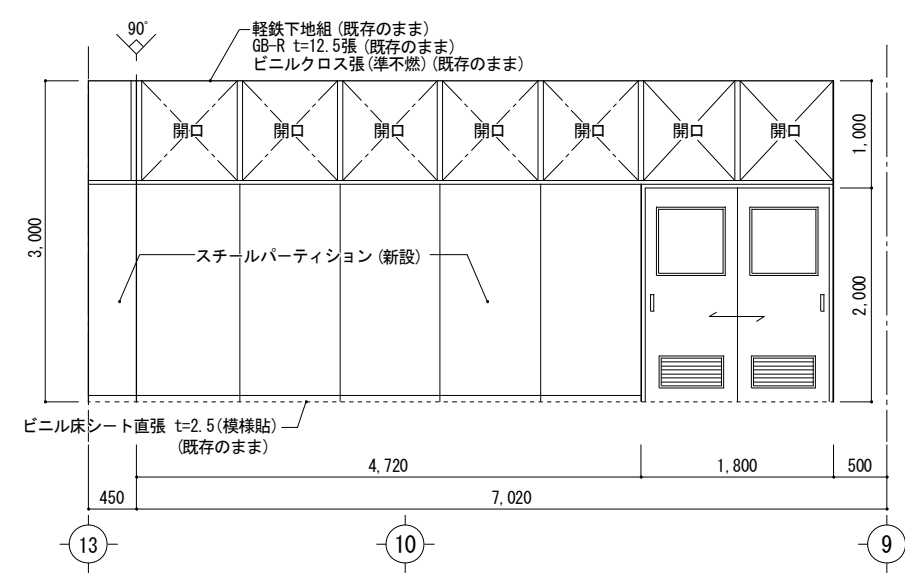 90°
軽鉄下地組(既存のまま)
GB-R t=12.5張(既存のまま)
ビニルクロス張(準不燃)(既存のまま)
開口 開口 開口 開口 開口 開口 開口
1,000
3,000
スチールパーティション(新設)
2,000
ビニル床シート直張 t=2.5(模様貼)
(既存のまま)
4,720 1,800 500
450 7,020
13 10 9